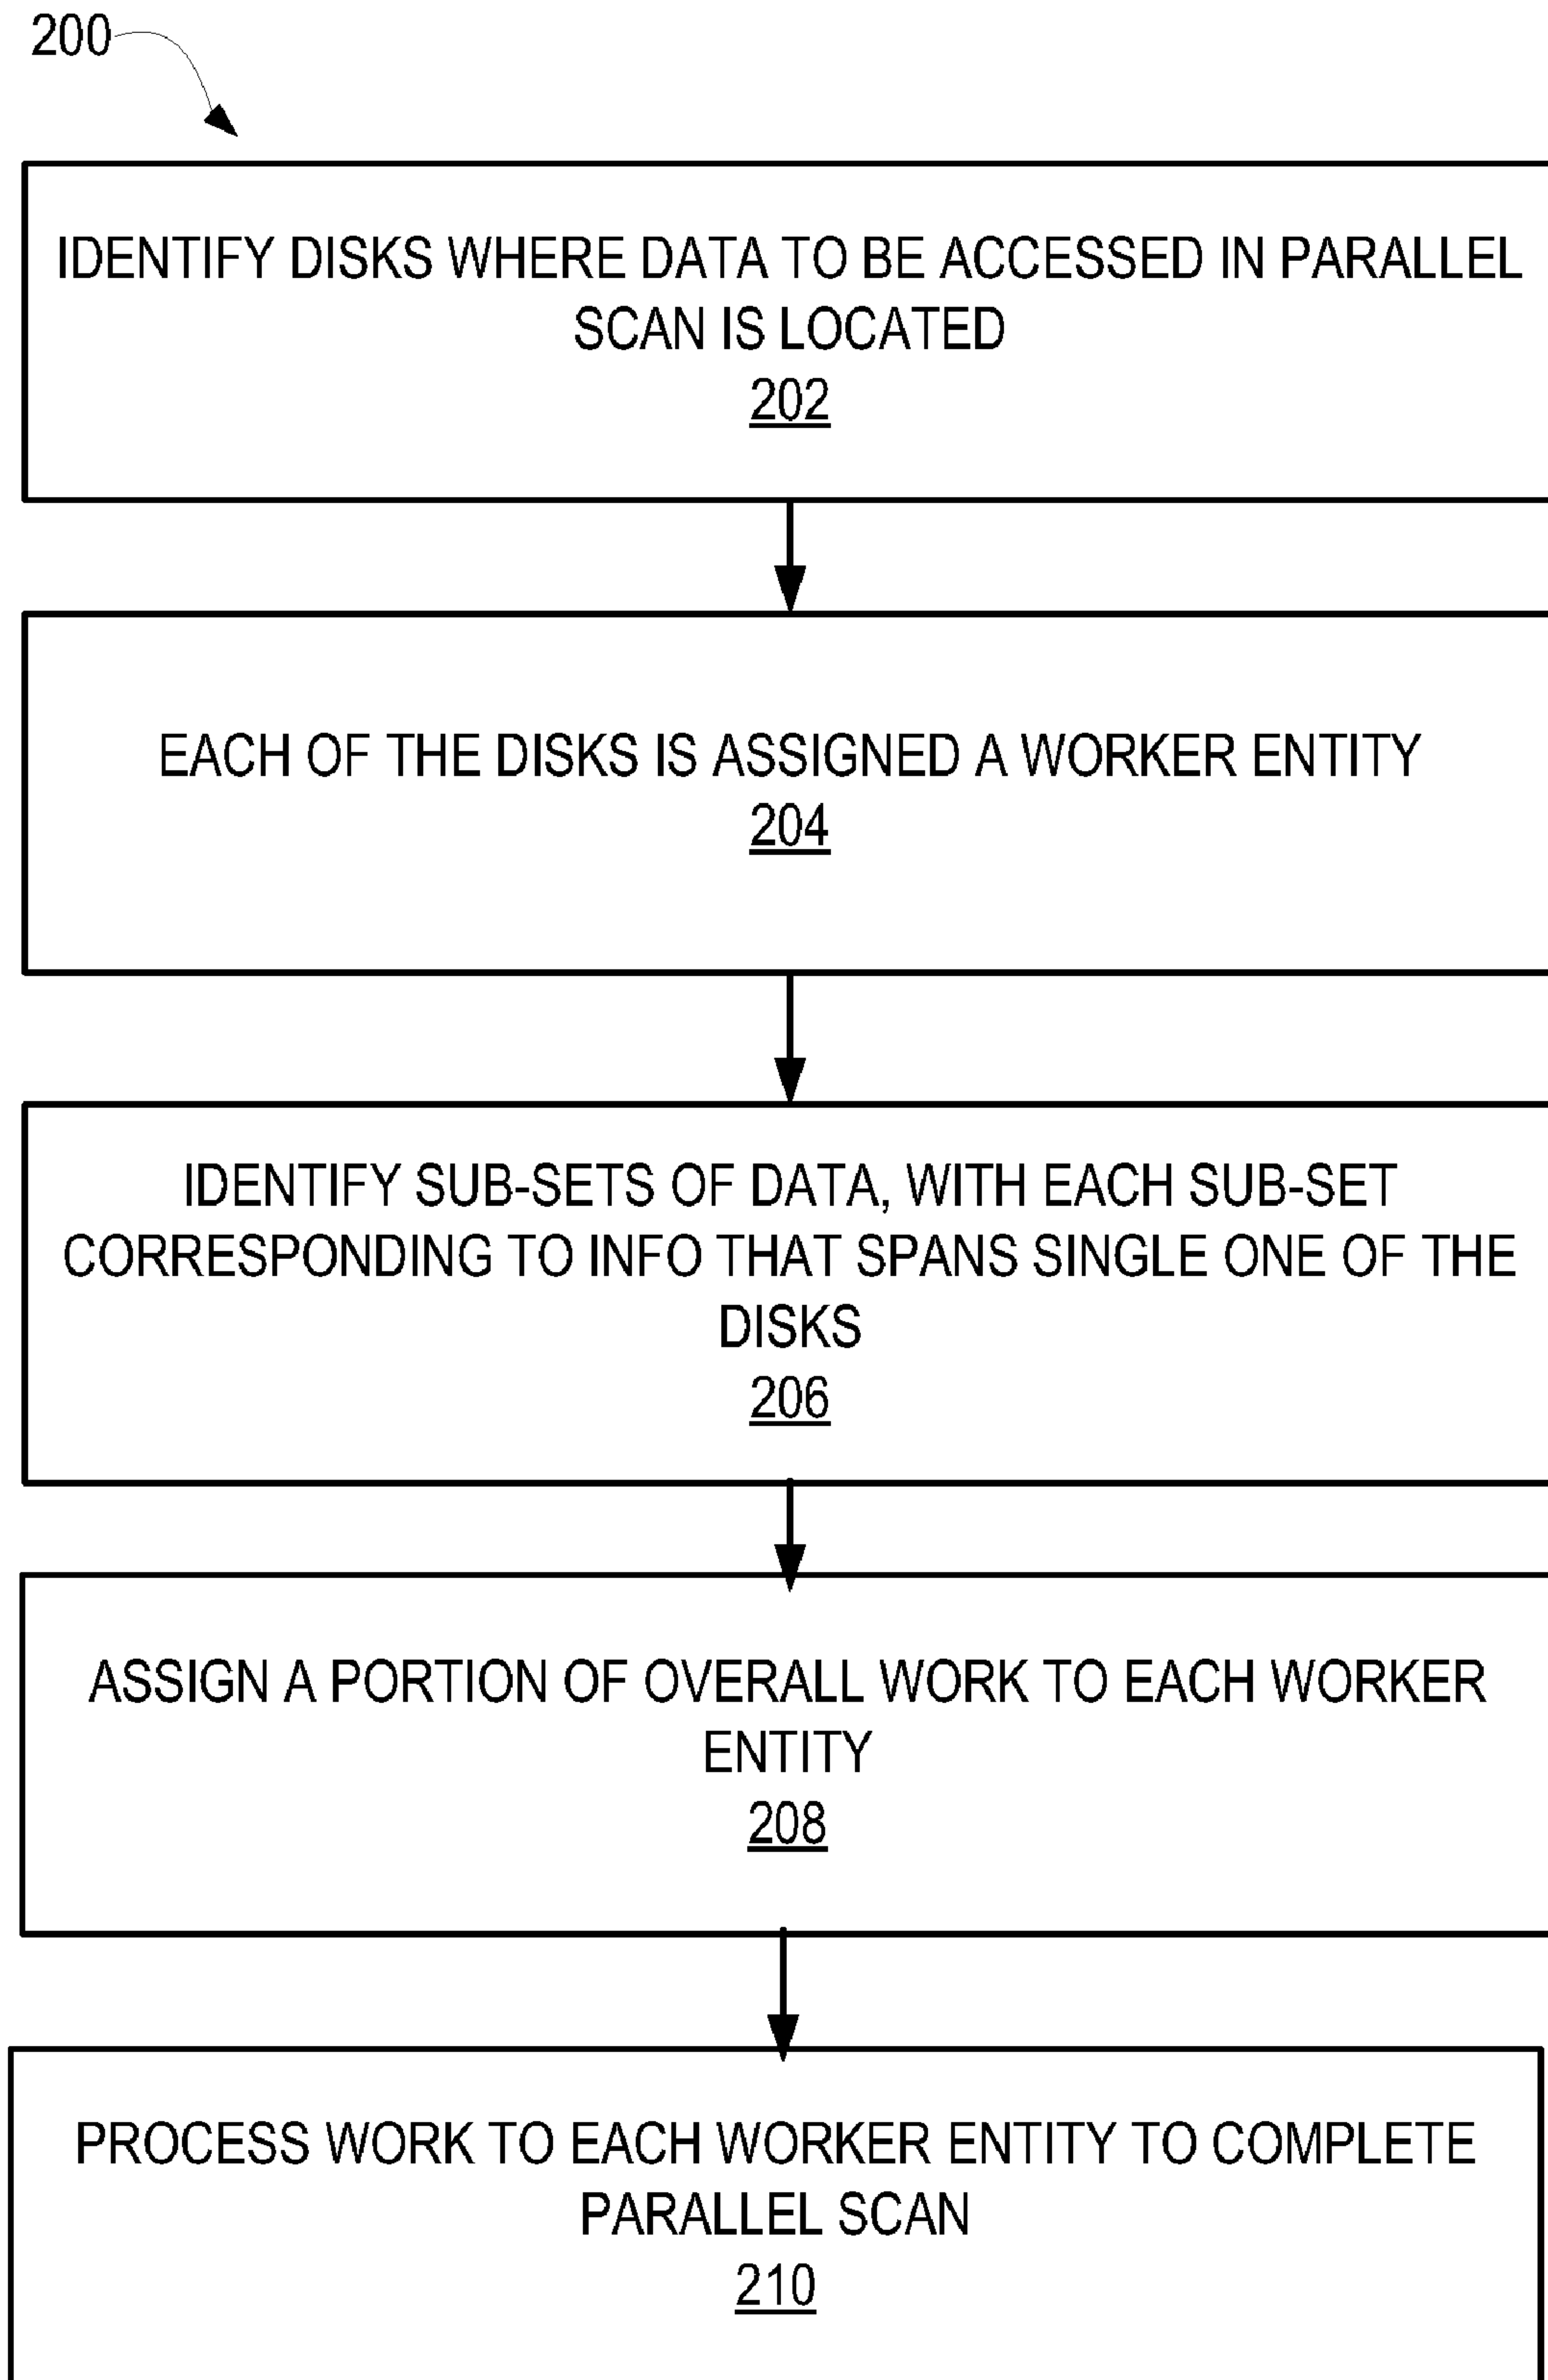 200
IDENTIFY DISKS WHERE DATA TO BE ACCESSED IN PARALLEL
SCAN IS LOCATED
202
EACH OF THE DISKS IS ASSIGNED A WORKER ENTITY
204
IDENTIFY SUB-SETS OF DATA, WITH EACH SUB-SET
CORRESPONDING TO INFO THAT SPANS SINGLE ONE OF THE
DISKS
206
ASSIGN A PORTION OF OVERALL WORK TO EACH WORKER
ENTITY
208
PROCESS WORK TO EACH WORKER ENTITY TO COMPLETE
PARALLEL SCAN
210